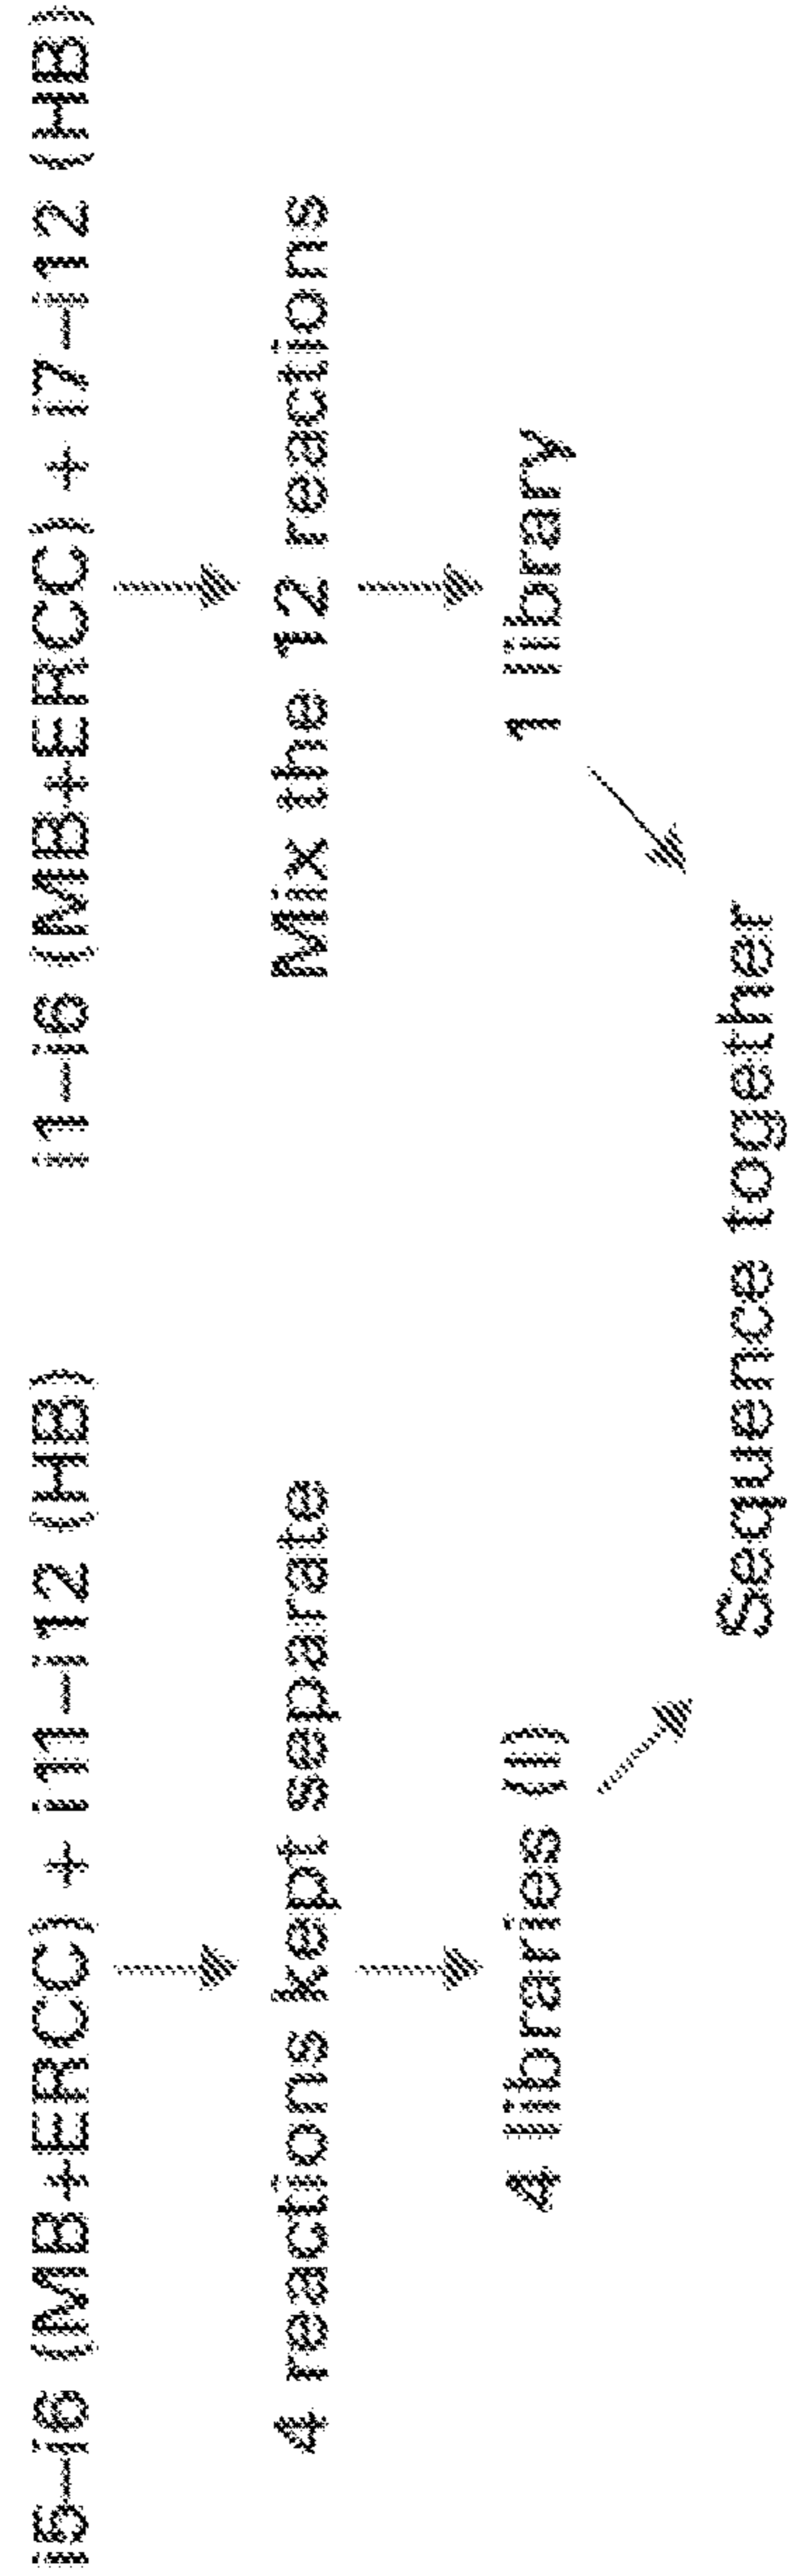 i5–i6 (MB+ERCC) + i11–i12 (HB)
4 reactions kept separate
4 libraries (I)
i1–i6 (MB+ERCC) + i7–i12 (HB)
Mix the 12 reactions
1 library
Sequence together